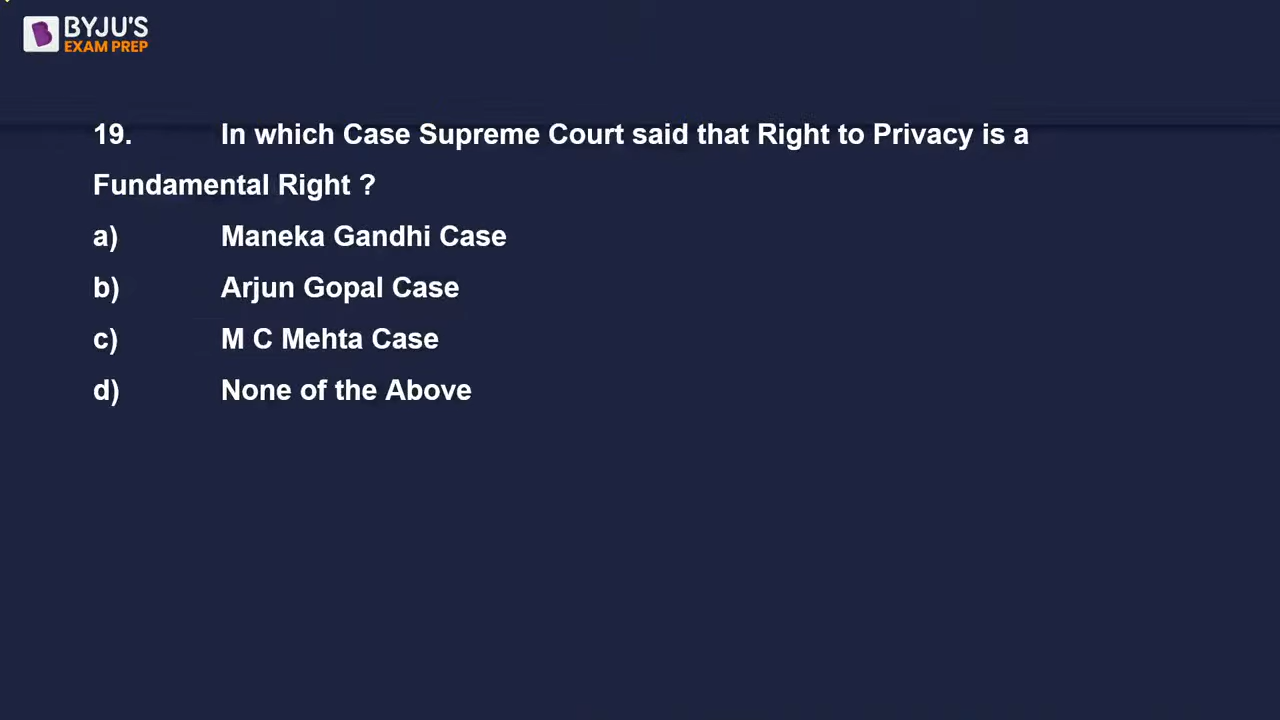 BYJU'S
EXAM PREP
19. In which Case Supreme Court said that Right to Privacy is a
Fundamental Right ?
a) Maneka Gandhi Case
b) Arjun Gopal Case
c) M C Mehta Case
d) None of the Above